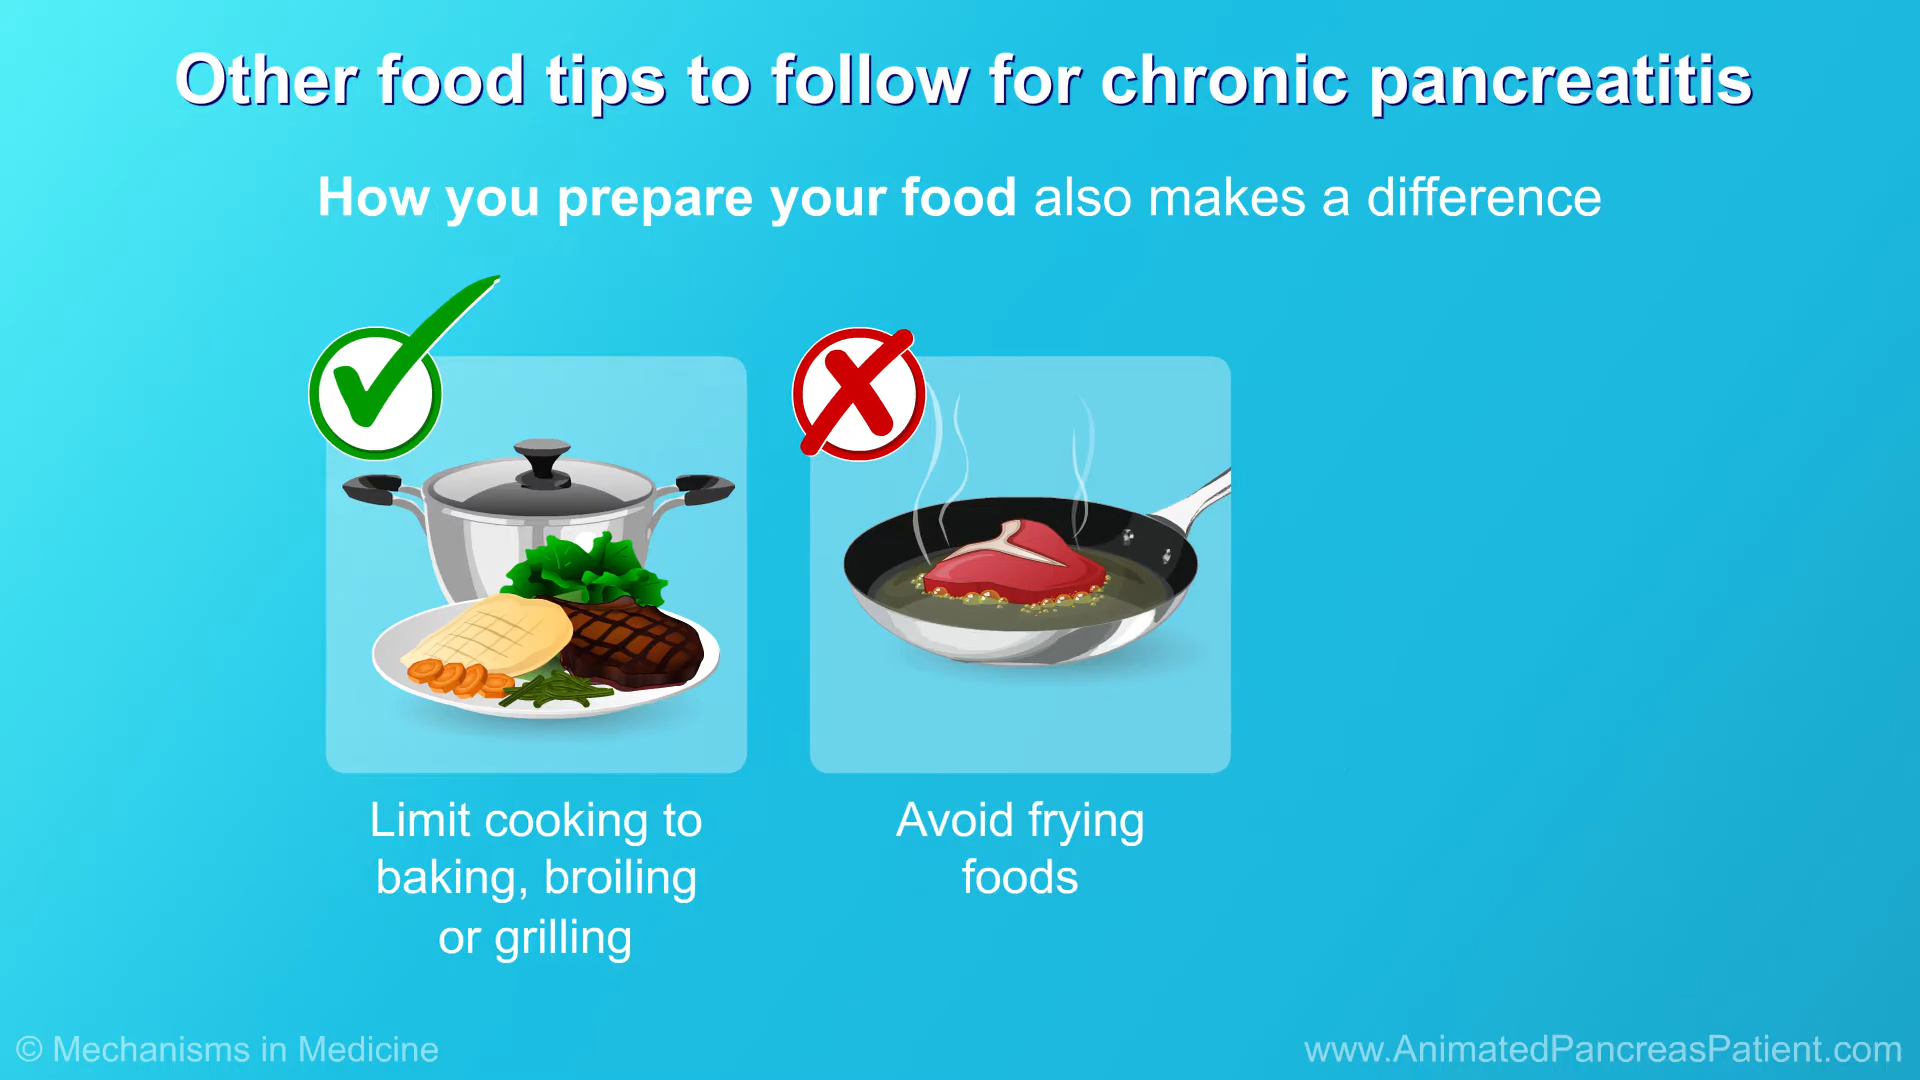 Other food tips to follow for chronic pancreatitis
How you prepare your food also makes a difference
Limit cooking to
baking, broiling
or grilling
Avoid frying
foods
© Mechanisms in Medicine
www.AnimatedPancreasPatient.com